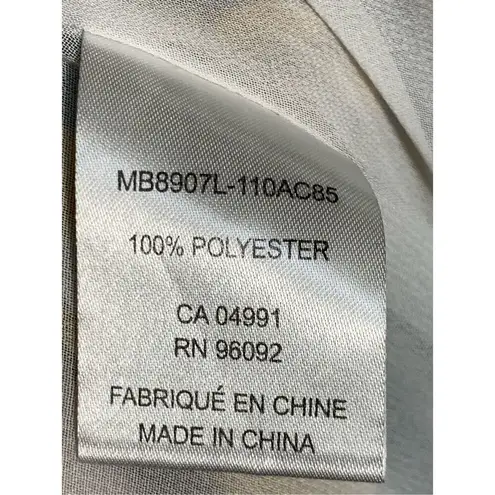 MB8907L-110AC85
100% POLYESTER
CA 04991
RN 96092
FABRIQUÉ EN CHINE
MADE IN CHINA